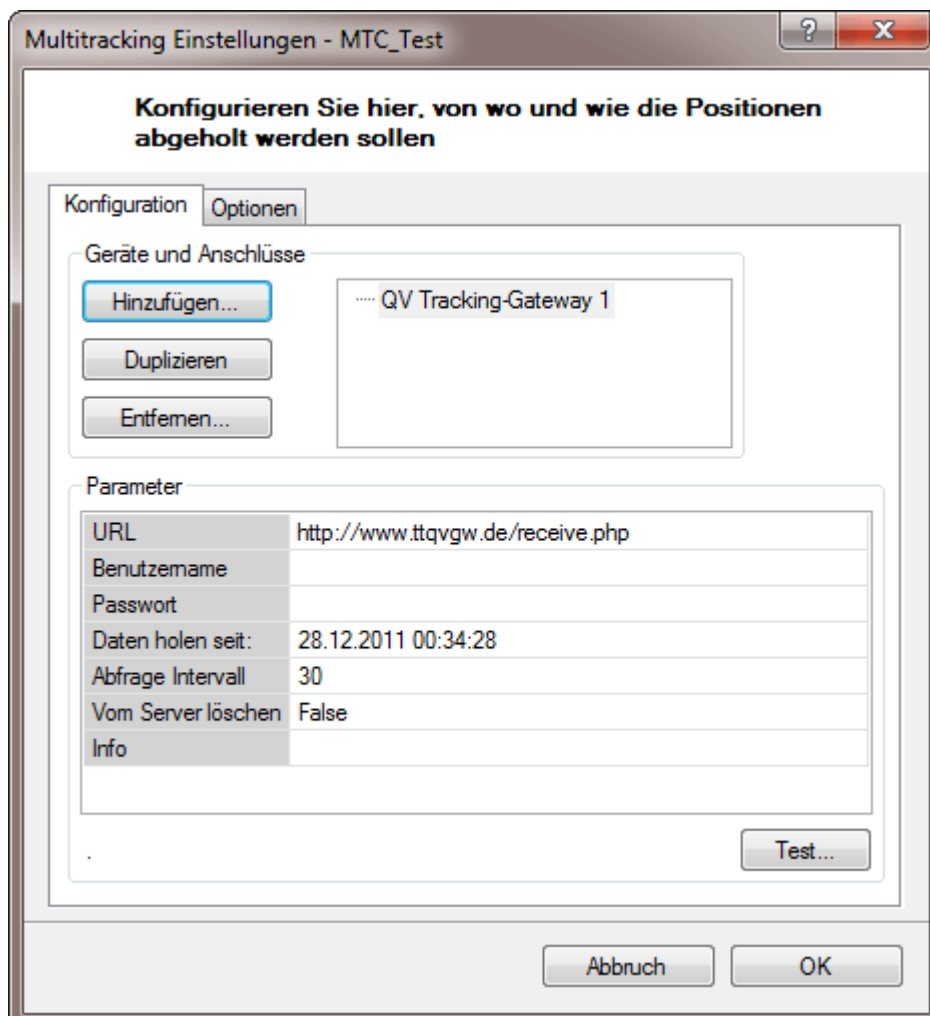 Multitracking Einstellungen - MTC_Test
Konfigurieren Sie hier, von wo und wie die Positionen
abgeholt werden sollen
Konfiguration
Optionen
Geräte und Anschlüsse
Hinzufügen...
QV Tracking-Gateway 1
Duplizieren
Entfernen...
Parameter
URL http://www.ttqvgw.de/receive.php
Benutzername
Passwort
Daten holen seit: 28.12.2011 00:34:28
Abfrage Intervall 30
Vom Server löschen False
Info
.
Test...
Abbruch
OK